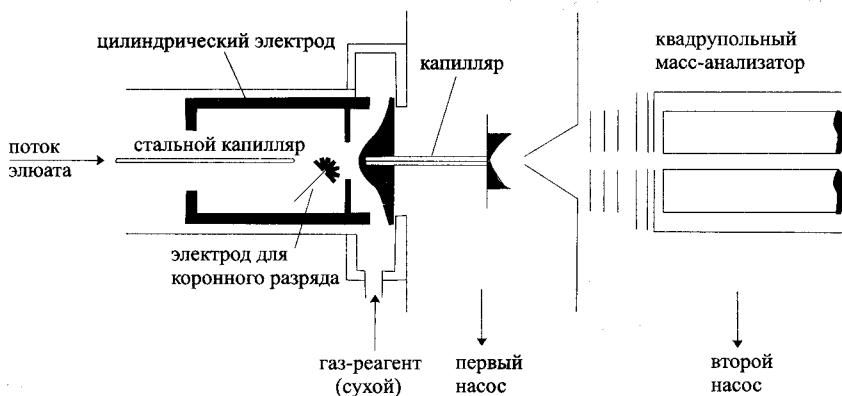 цилиндрический электрод
капилляр
квадрупольный
масс-анализатор
поток
элюата
стальной капилляр
электрод для
коронного разряда
газ-реагент
(сухой)
первый
насос
второй
насос